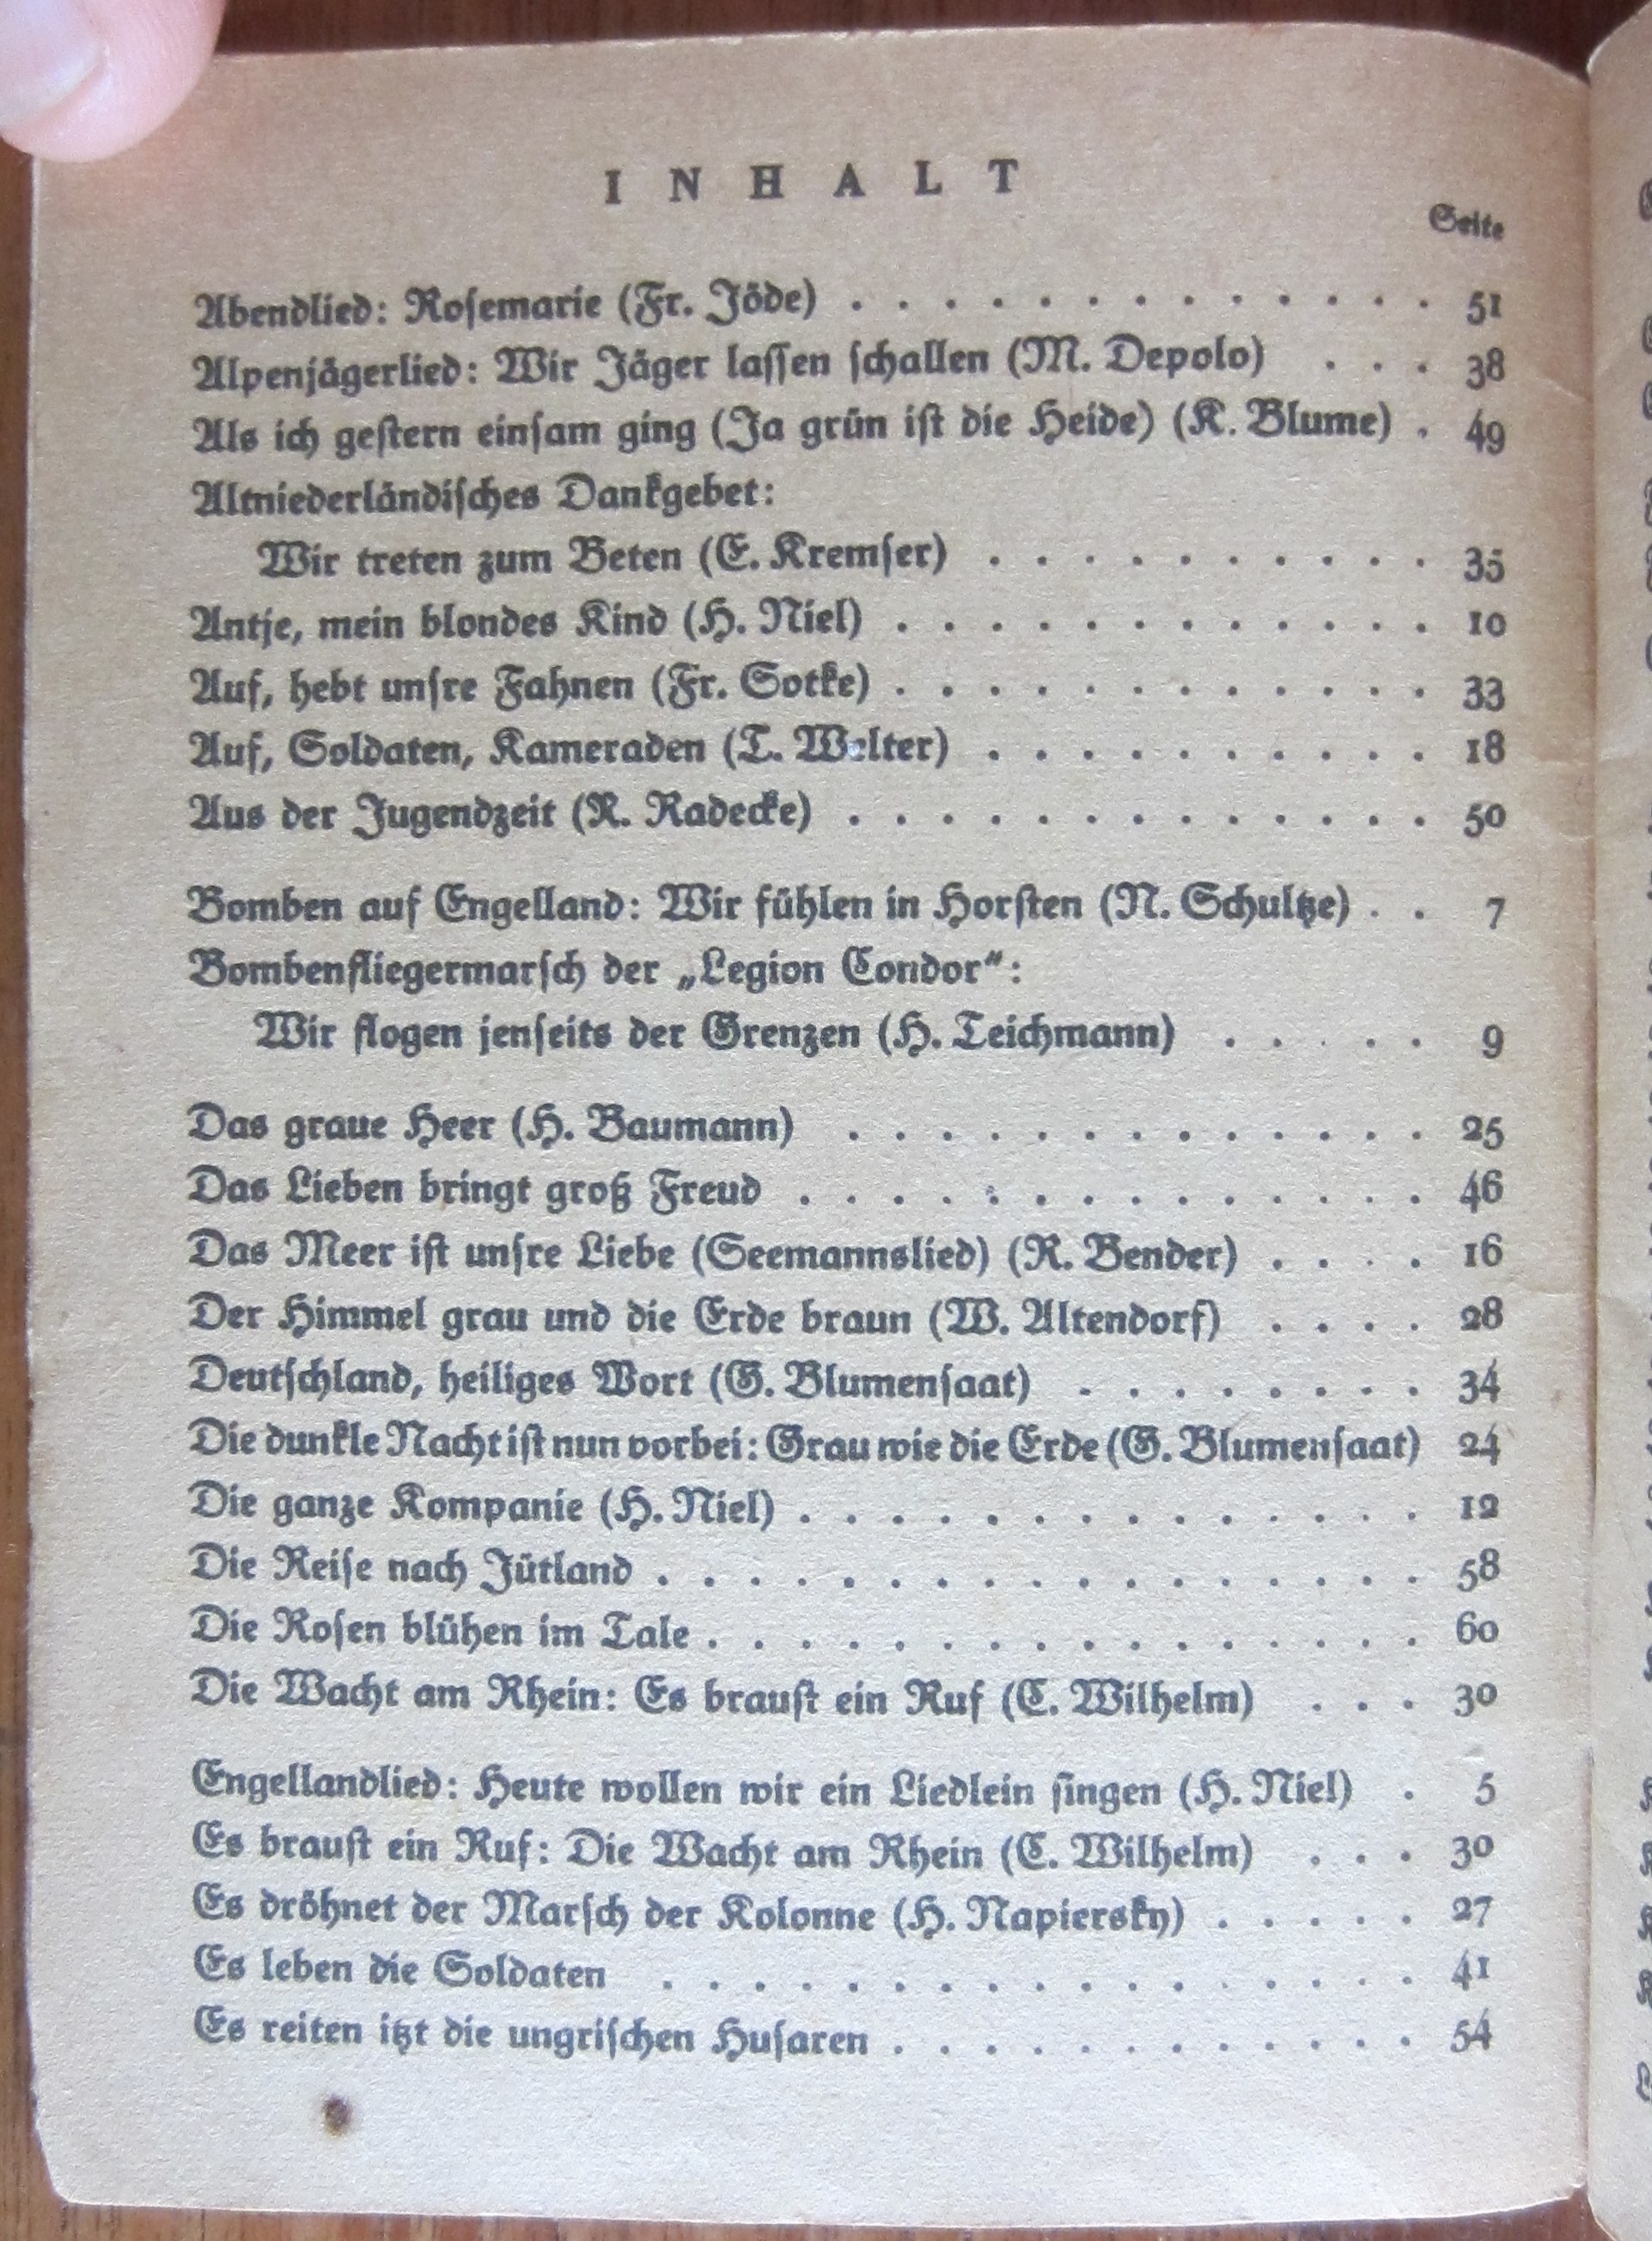 INHALT
Seite
Abendlied: Rosemarie (Fr. Jöde) . . . . . . . . . . . . . 51
Alpenjägerlied: Wir Jäger lassen schallen (M. Depolo) . . . 38
Als ich gestern einsam ging (Ja grün ist die Heide) (K. Blume) . 49
Altniederländisches Dankgebet:
Wir treten zum Beten (E. Kremser) . . . . . . . . . . 35
Antje, mein blondes Kind (H. Niel) . . . . . . . . . . . . 10
Auf, hebt unsre Fahnen (Fr. Sotke) . . . . . . . . . . . . 33
Auf, Soldaten, Kameraden (T. Welter) . . . . . . . . . . 18
Aus der Jugendzeit (R. Radecke) . . . . . . . . . . . . . 50
Bomben auf Engelland: Wir fühlen in Horsten (N. Schultze) . . 7
Bombenfliegermarsch der „Legion Condor“:
Wir flogen jenseits der Grenzen (H. Teichmann) . . . . . 9
Das graue Heer (H. Baumann) . . . . . . . . . . . . . 25
Das Lieben bringt groß Freud . . . . . . . . . . . . . . 46
Das Meer ist unsre Liebe (Seemannslied) (R. Bender) . . . . 16
Der Himmel grau und die Erde braun (W. Altendorf) . . . . 28
Deutschland, heiliges Wort (G. Blumensaat) . . . . . . . . 34
Die dunkle Nacht ist nun vorbei: Grau wie die Erde (G. Blumensaat) 24
Die ganze Kompanie (H. Niel) . . . . . . . . . . . . . . 12
Die Reise nach Jütland . . . . . . . . . . . . . . . . . 58
Die Rosen blühen im Tale . . . . . . . . . . . . . . . . 60
Die Wacht am Rhein: Es braust ein Ruf (C. Wilhelm) . . . 30
Engellandlied: Heute wollen wir ein Liedlein singen (H. Niel) . 5
Es braust ein Ruf: Die Wacht am Rhein (C. Wilhelm) . . . 30
Es dröhnet der Marsch der Kolonne (H. Napiersky) . . . . . 27
Es leben die Soldaten . . . . . . . . . . . . . . . . . 41
Es reiten itzt die ungrischen Husaren . . . . . . . . . . . . 54